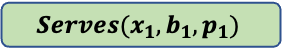 Serves(x₁, b₁, p₁)